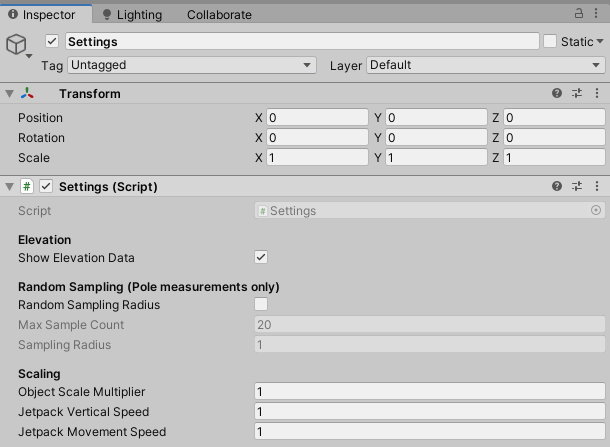 Inspector Lighting Collaborate
Settings Static
Tag Untagged Layer Default
Transform
Position X 0 Y 0 Z 0
Rotation X 0 Y 0 Z 0
Scale X 1 Y 1 Z 1
# Settings (Script)
Script # Settings
Elevation
Show Elevation Data
Random Sampling (Pole measurements only)
Random Sampling Radius
Max Sample Count 20
Sampling Radius 1
Scaling
Object Scale Multiplier 1
Jetpack Vertical Speed 1
Jetpack Movement Speed 1